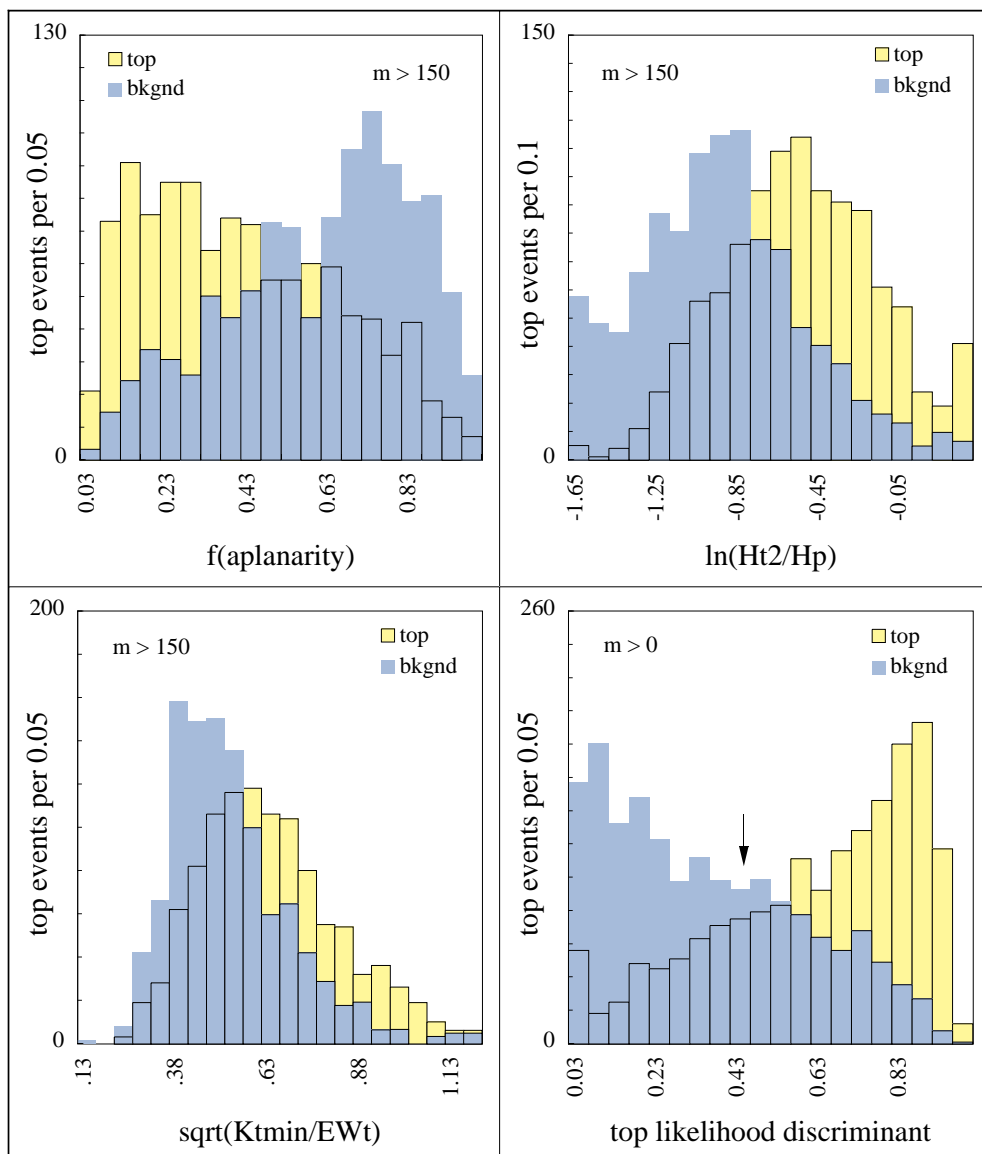 130
top
bkgnd
m > 150
top events per 0.05
0
0.03
0.23
0.43
0.63
0.83
f(aplanarity)
150
top
bkgnd
m > 150
top events per 0.1
0
-1.65
-1.25
-0.85
-0.45
-0.05
ln(Ht2/Hp)
200
top
bkgnd
m > 150
top events per 0.05
0
.13
.38
.63
.88
1.13
sqrt(Ktmin/EWt)
260
top
bkgnd
m > 0
top events per 0.05
0
0.03
0.23
0.43
0.63
0.83
top likelihood discriminant